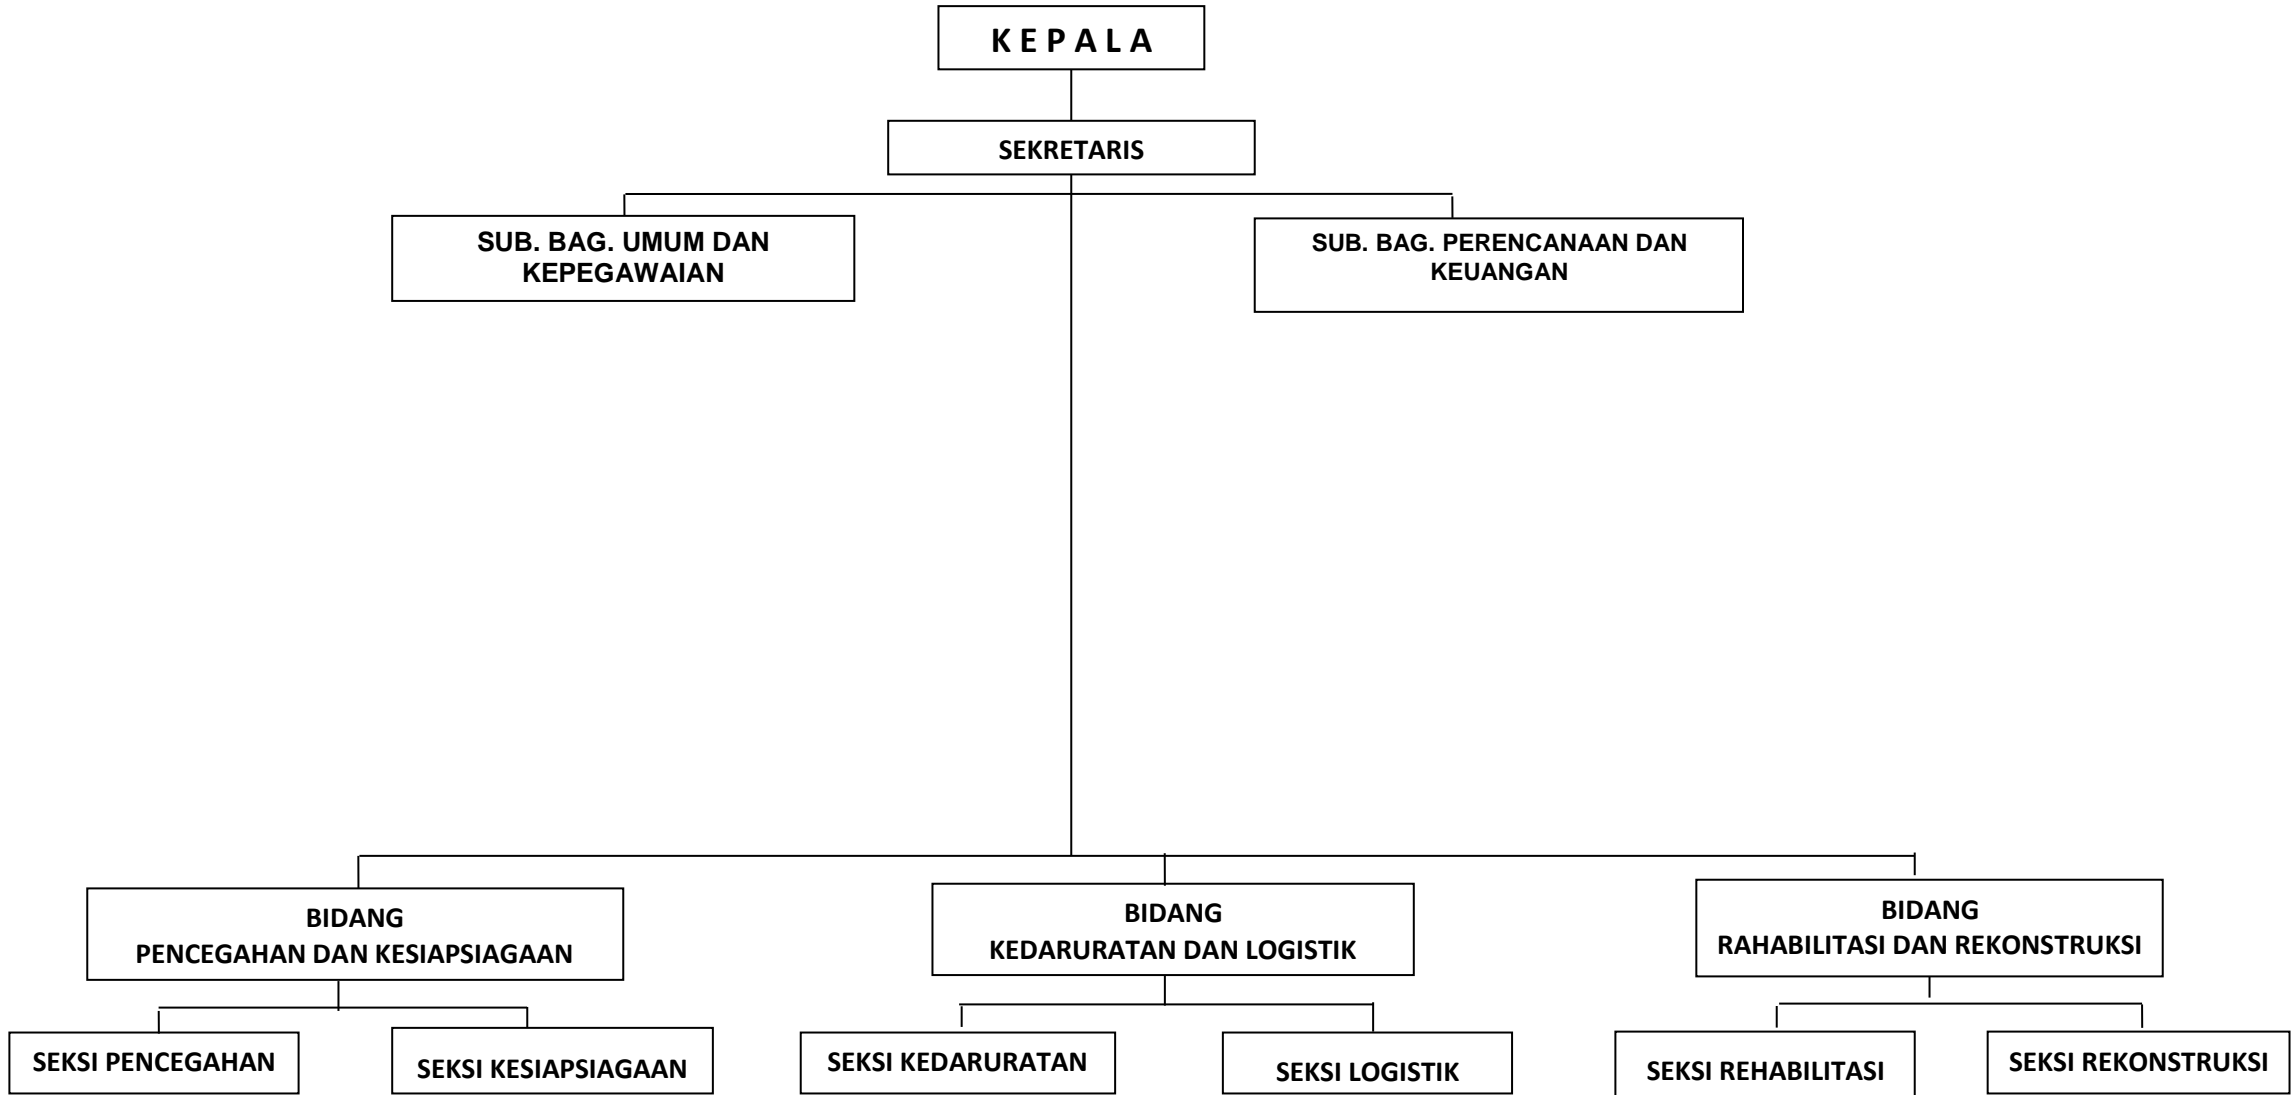 K E P A L A
SEKRETARIS
SUB. BAG. UMUM DAN
KEPEGAWAIAN
SUB. BAG. PERENCANAAN DAN
KEUANGAN
BIDANG
PENCEGAHAN DAN KESIAPSIAGAAN
BIDANG
KEDARURATAN DAN LOGISTIK
BIDANG
RAHABILITASI DAN REKONSTRUKSI
SEKSI PENCEGAHAN
SEKSI KESIAPSIAGAAN
SEKSI KEDARURATAN
SEKSI LOGISTIK
SEKSI REHABILITASI
SEKSI REKONSTRUKSI